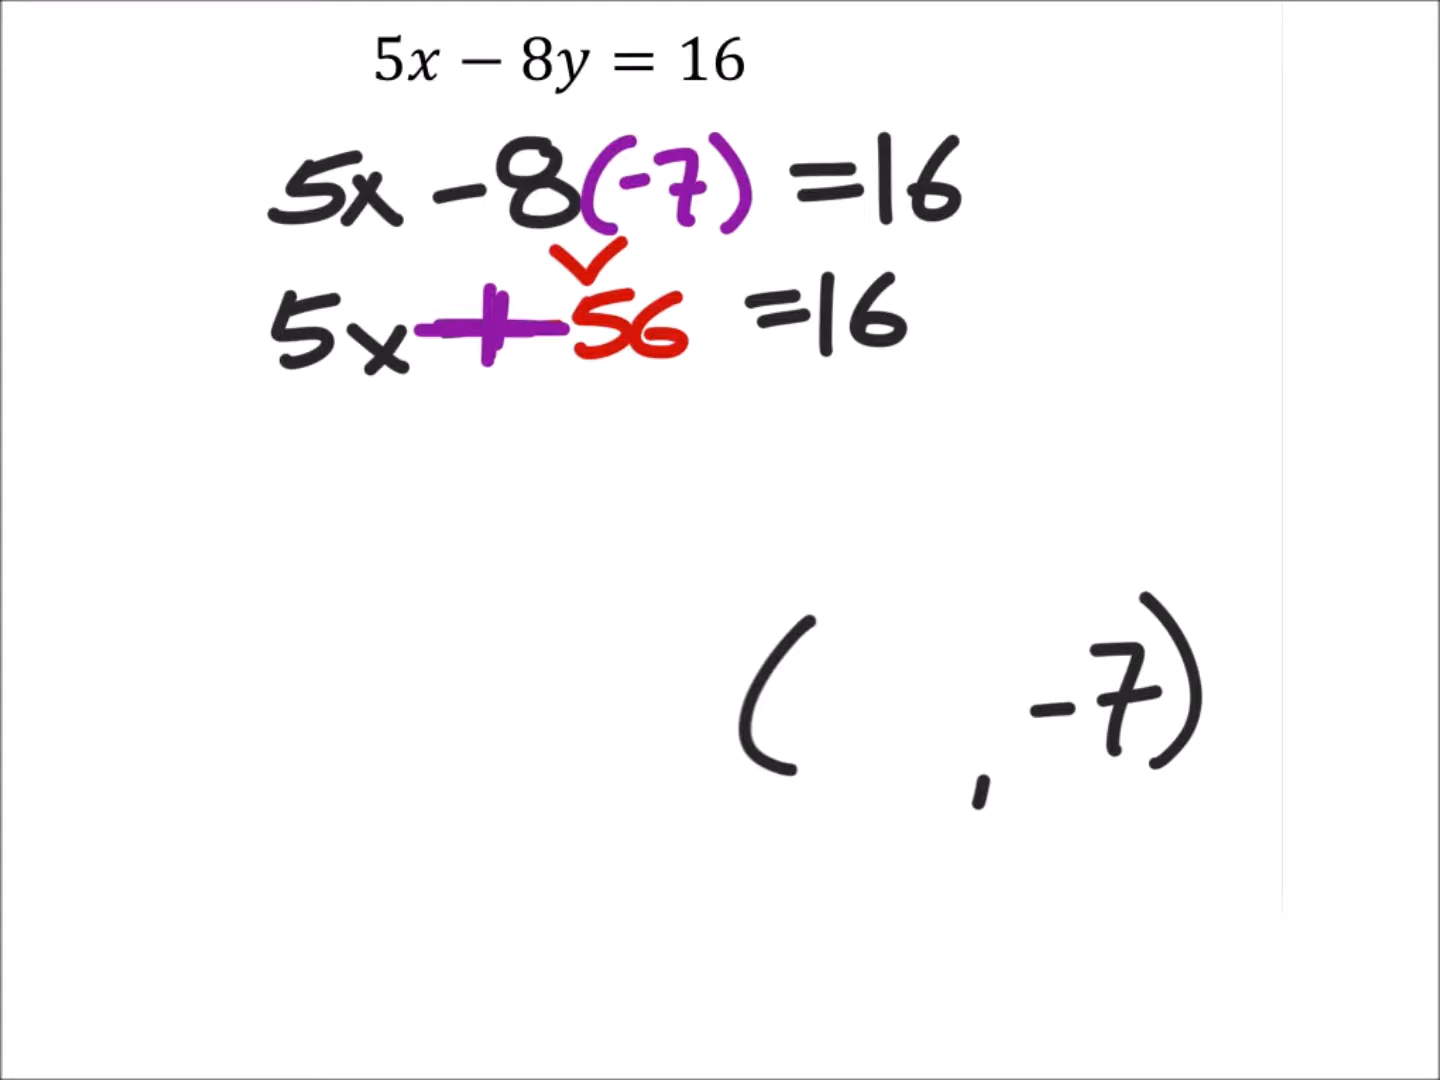 5x − 8y = 16
5x - 8(-7) = 16
5x + 56 = 16
( , -7)